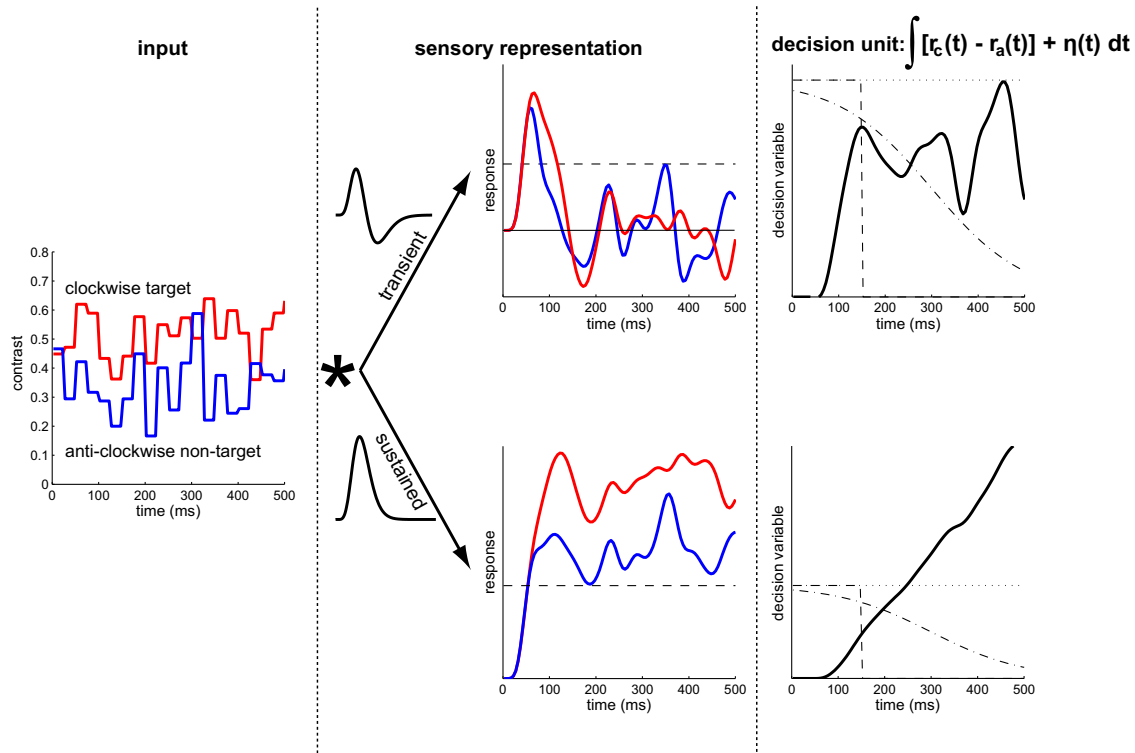 input
sensory representation
decision unit: ∫ [r_c(t) - r_a(t)] + η(t) dt
contrast
0.8
0.7
0.6
0.5
0.4
0.3
0.2
0.1
0
clockwise target
anti-clockwise non-target
0 100 200 300 400 500
time (ms)
*
transient
sustained
response
0 100 200 300 400 500
time (ms)
decision variable
0 100 200 300 400 500
time (ms)
response
0 100 200 300 400 500
time (ms)
decision variable
0 100 200 300 400 500
time (ms)